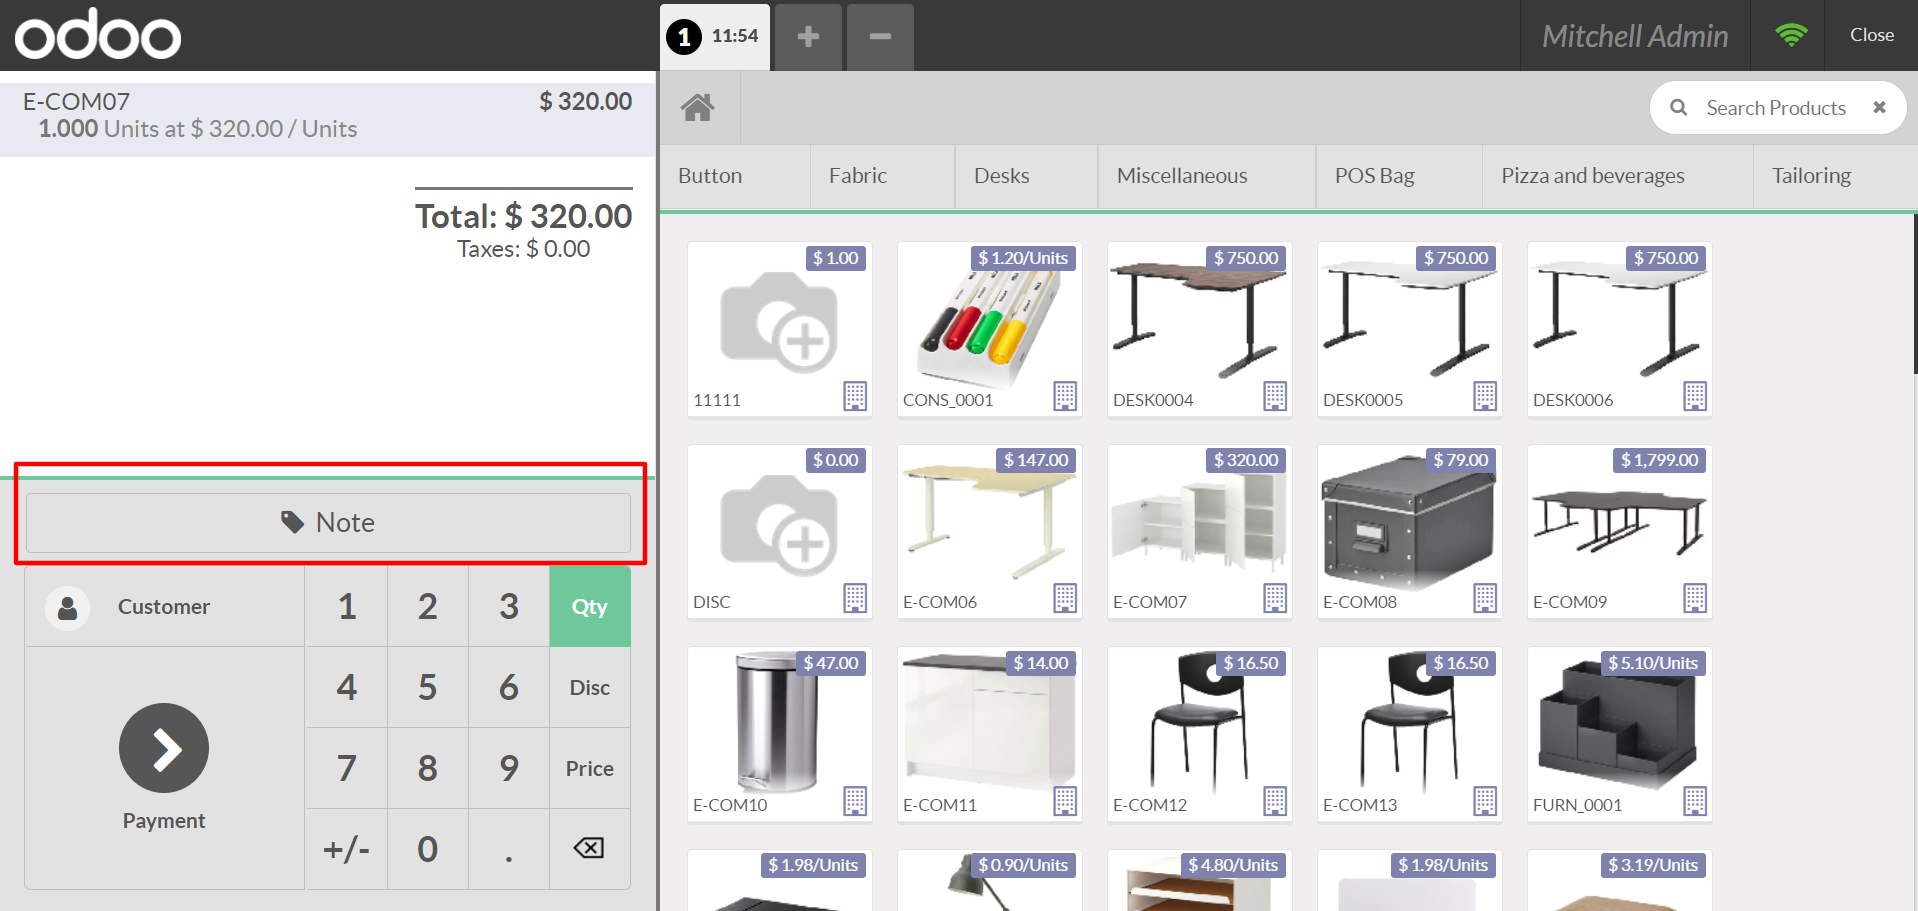 odoo
1 11:54
Mitchell Admin
Close
E-COM07 $ 320.00
1.000 Units at $ 320.00 / Units
Total: $ 320.00
Taxes: $ 0.00
Note
Customer
1 2 3 Qty
4 5 6 Disc
7 8 9 Price
+/- 0 .
Payment
Search Products
Button Fabric Desks Miscellaneous POS Bag Pizza and beverages Tailoring
$ 1.00 $ 1.20/Units $ 750.00 $ 750.00 $ 750.00
11111 CONS_0001 DESK0004 DESK0005 DESK0006
$ 0.00 $ 147.00 $ 320.00 $ 79.00 $ 1,799.00
DISC E-COM06 E-COM07 E-COM08 E-COM09
$ 47.00 $ 14.00 $ 16.50 $ 16.50 $ 5.10/Units
E-COM10 E-COM11 E-COM12 E-COM13 FURN_0001
$ 1.98/Units $ 0.90/Units $ 4.80/Units $ 1.98/Units $ 3.19/Units